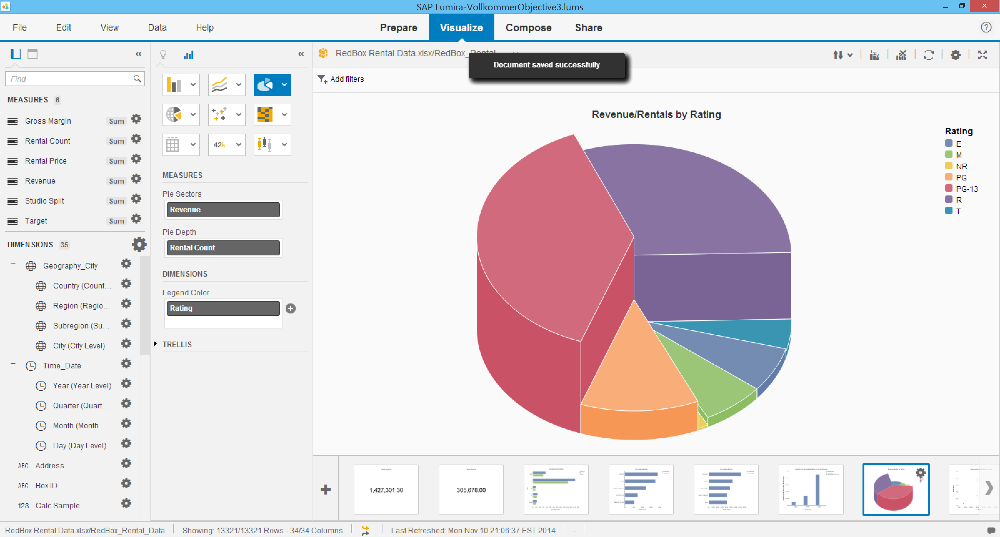 SAP Lumira-VollkommerObjective3.lums
File Edit View Data Help
Prepare Visualize Compose Share
Find
MEASURES 6
Gross Margin Sum
Rental Count Sum
Rental Price Sum
Revenue Sum
Studio Split Sum
Target Sum
DIMENSIONS 35
Geography_City
Country (Count...
Region (Regio...
Subregion (Su...
City (City Level)
Time_Date
Year (Year Level)
Quarter (Quart...
Month (Month ...
Day (Day Level)
ABC Address
ABC Box ID
123 Calc Sample
42k
MEASURES
Pie Sectors
Revenue
Pie Depth
Rental Count
DIMENSIONS
Legend Color
Rating
TRELLIS
RedBox Rental Data.xlsx/RedBox_Rental
Document saved successfully
Add filters
Revenue/Rentals by Rating
Rating
E
M
NR
PG
PG-13
R
T
1,427,301.30
305,678.00
RedBox Rental Data.xlsx/RedBox_Rental_Data
Showing: 13321/13321 Rows - 34/34 Columns
Last Refreshed: Mon Nov 10 21:06:37 EST 2014
-